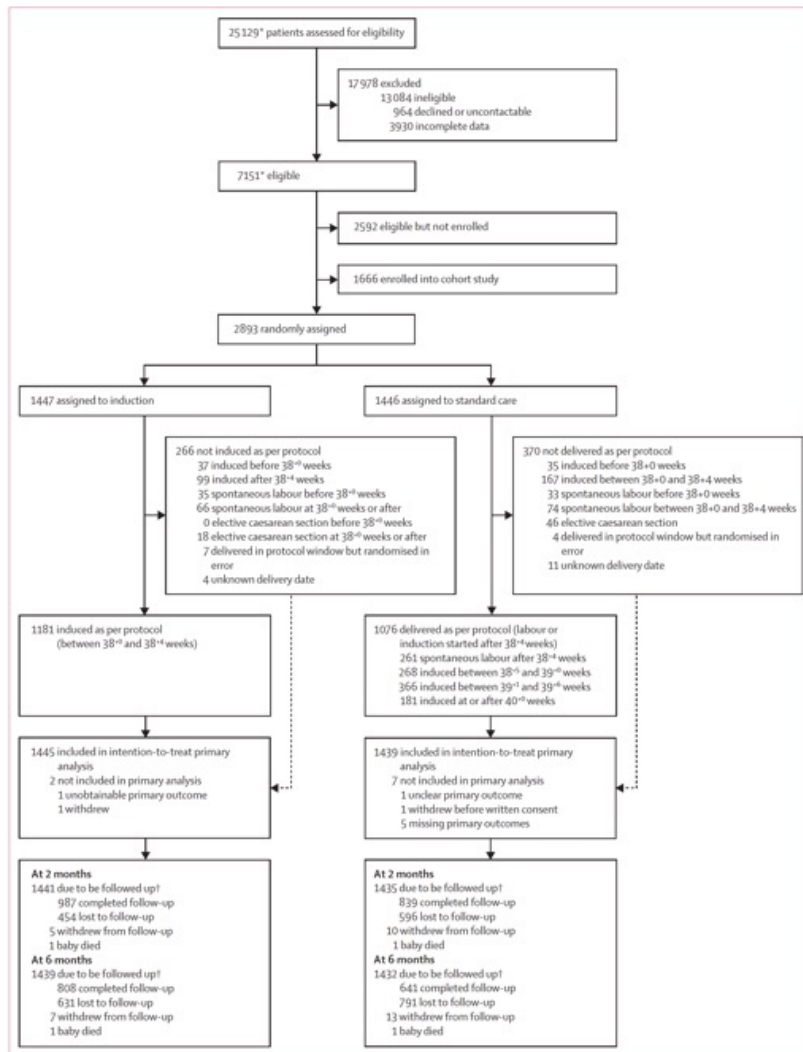 25129* patients assessed for eligibility
17978 excluded
13084 ineligible
964 declined or uncontactable
3930 incomplete data
7151* eligible
2592 eligible but not enrolled
1666 enrolled into cohort study
2893 randomly assigned
1447 assigned to induction
1446 assigned to standard care
266 not induced as per protocol
37 induced before 38⁺⁰ weeks
99 induced after 38⁺⁴ weeks
35 spontaneous labour before 38⁺⁰ weeks
66 spontaneous labour at 38⁺⁰ weeks or after
0 elective caesarean section before 38⁺⁰ weeks
18 elective caesarean section at 38⁺⁰ weeks or after
7 delivered in protocol window but randomised in
error
4 unknown delivery date
370 not delivered as per protocol
35 induced before 38+0 weeks
167 induced between 38+0 and 38+4 weeks
33 spontaneous labour before 38+0 weeks
74 spontaneous labour between 38+0 and 38+4 weeks
46 elective caesarean section
4 delivered in protocol window but randomised in
error
11 unknown delivery date
1181 induced as per protocol
(between 38⁺⁰ and 38⁺⁴ weeks)
1076 delivered as per protocol (labour or
induction started after 38⁺⁴ weeks)
261 spontaneous labour after 38⁺⁴ weeks
268 induced between 38⁺⁵ and 39⁺⁰ weeks
366 induced between 39⁺¹ and 39⁺⁶ weeks
181 induced at or after 40⁺⁰ weeks
1445 included in intention-to-treat primary
analysis
2 not included in primary analysis
1 unobtainable primary outcome
1 withdrew
1439 included in intention-to-treat primary
analysis
7 not included in primary analysis
1 unclear primary outcome
1 withdrew before written consent
5 missing primary outcomes
At 2 months
1441 due to be followed up†
987 completed follow-up
454 lost to follow-up
5 withdrew from follow-up
1 baby died
At 6 months
1439 due to be followed up†
808 completed follow-up
631 lost to follow-up
7 withdrew from follow-up
1 baby died
At 2 months
1435 due to be followed up†
839 completed follow-up
596 lost to follow-up
10 withdrew from follow-up
1 baby died
At 6 months
1432 due to be followed up†
641 completed follow-up
791 lost to follow-up
13 withdrew from follow-up
1 baby died